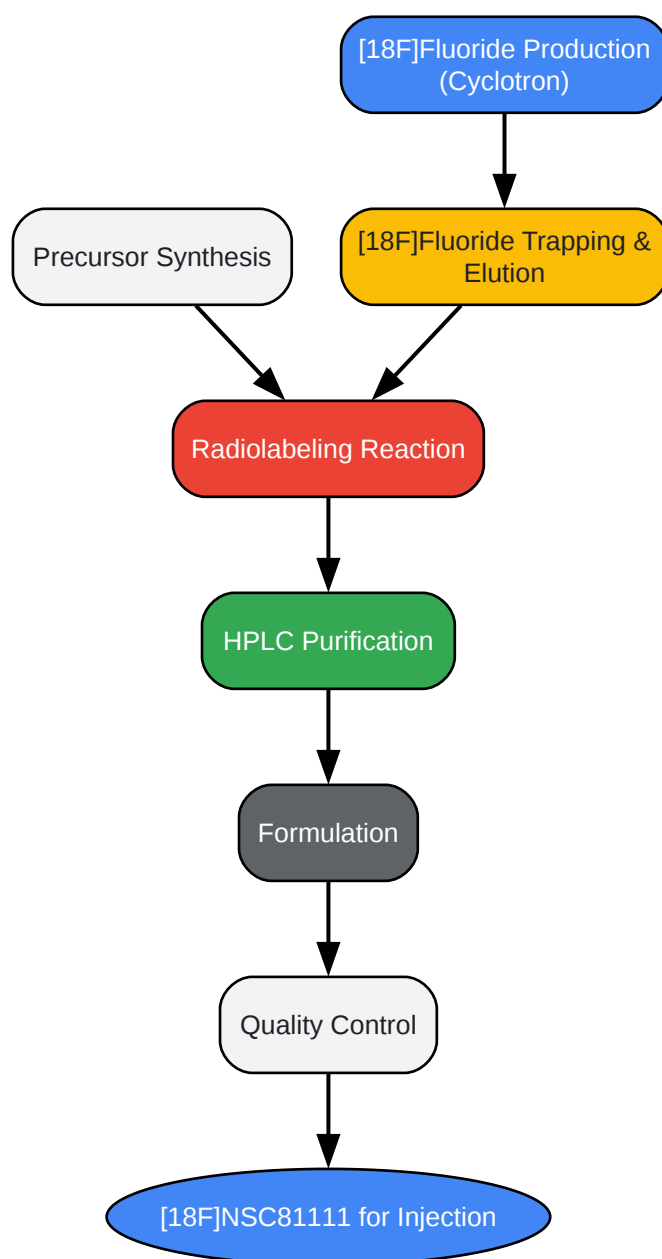 [18F]Fluoride Production
(Cyclotron)
Precursor Synthesis
[18F]Fluoride Trapping &
Elution
Radiolabeling Reaction
HPLC Purification
Formulation
Quality Control
[18F]NSC81111 for Injection